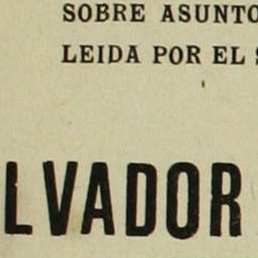 SOBRE ASUNTO
LEIDA POR EL S
LVADOR